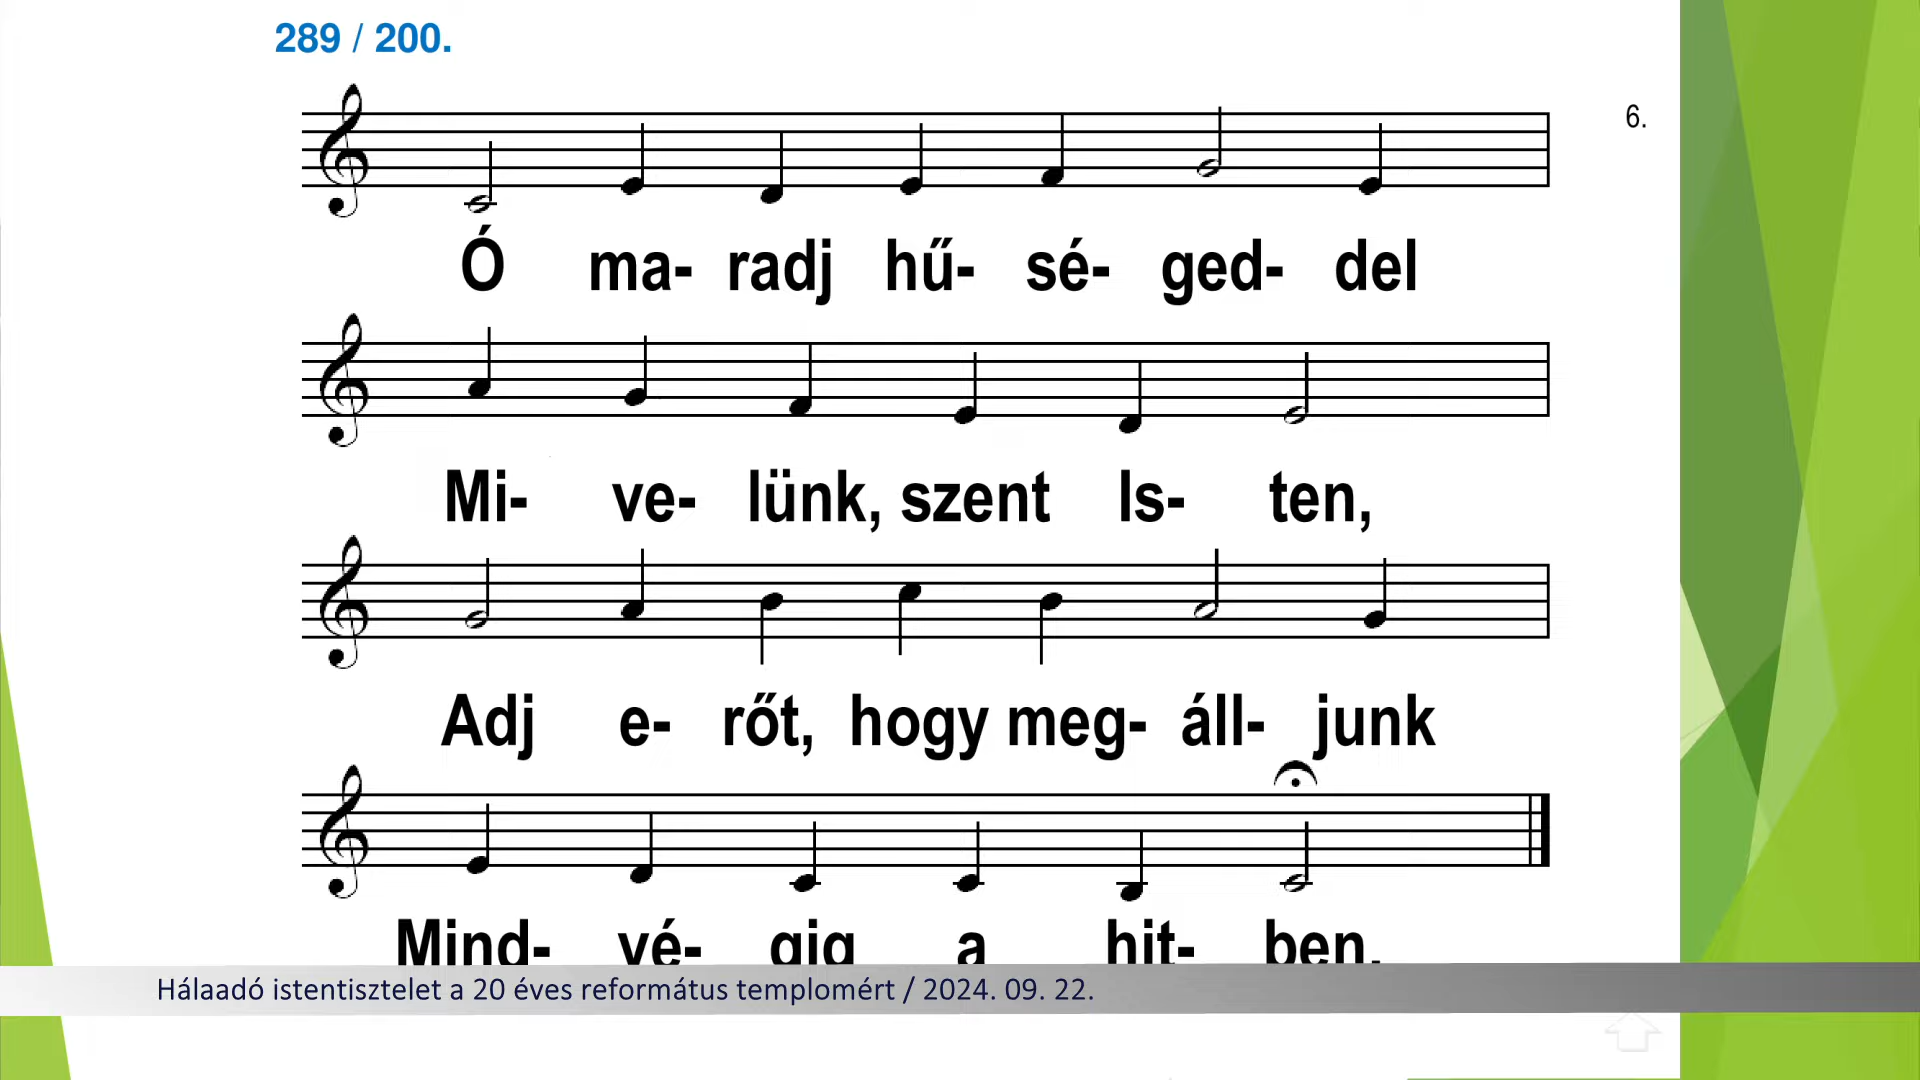 289 / 200.
6.
Ó ma- radj hű- sé- ged- del
Mi- ve- lünk, szent Is- ten,
Adj e- rőt, hogy meg- áll- junk
Mind- vé- gig a hit- ben.
Hálaadó istentisztelet a 20 éves református templomért / 2024. 09. 22.